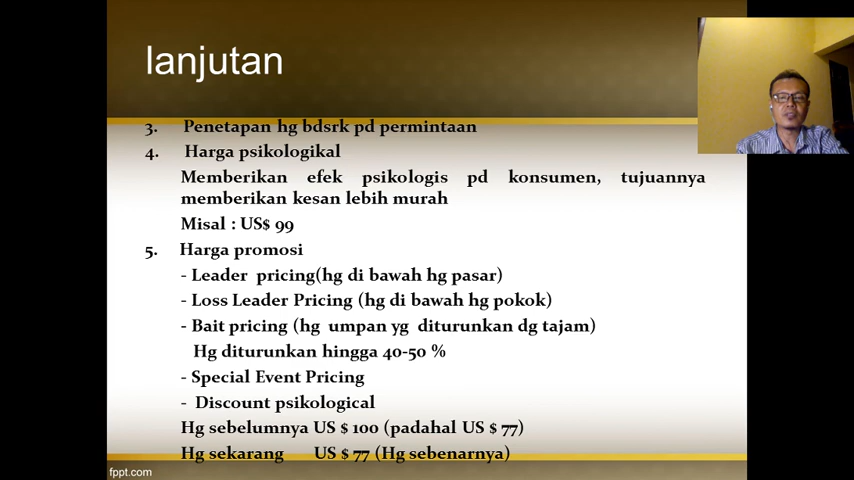 lanjutan
3. Penetapan hg bdsrk pd permintaan
4. Harga psikologikal
Memberikan efek psikologis pd konsumen, tujuannya
memberikan kesan lebih murah
Misal : US$ 99
5. Harga promosi
- Leader pricing(hg di bawah hg pasar)
- Loss Leader Pricing (hg di bawah hg pokok)
- Bait pricing (hg umpan yg diturunkan dg tajam)
Hg diturunkan hingga 40-50 %
- Special Event Pricing
- Discount psikological
Hg sebelumnya US $ 100 (padahal US $ 77)
Hg sekarang US $ 77 (Hg sebenarnya)
fppt.com